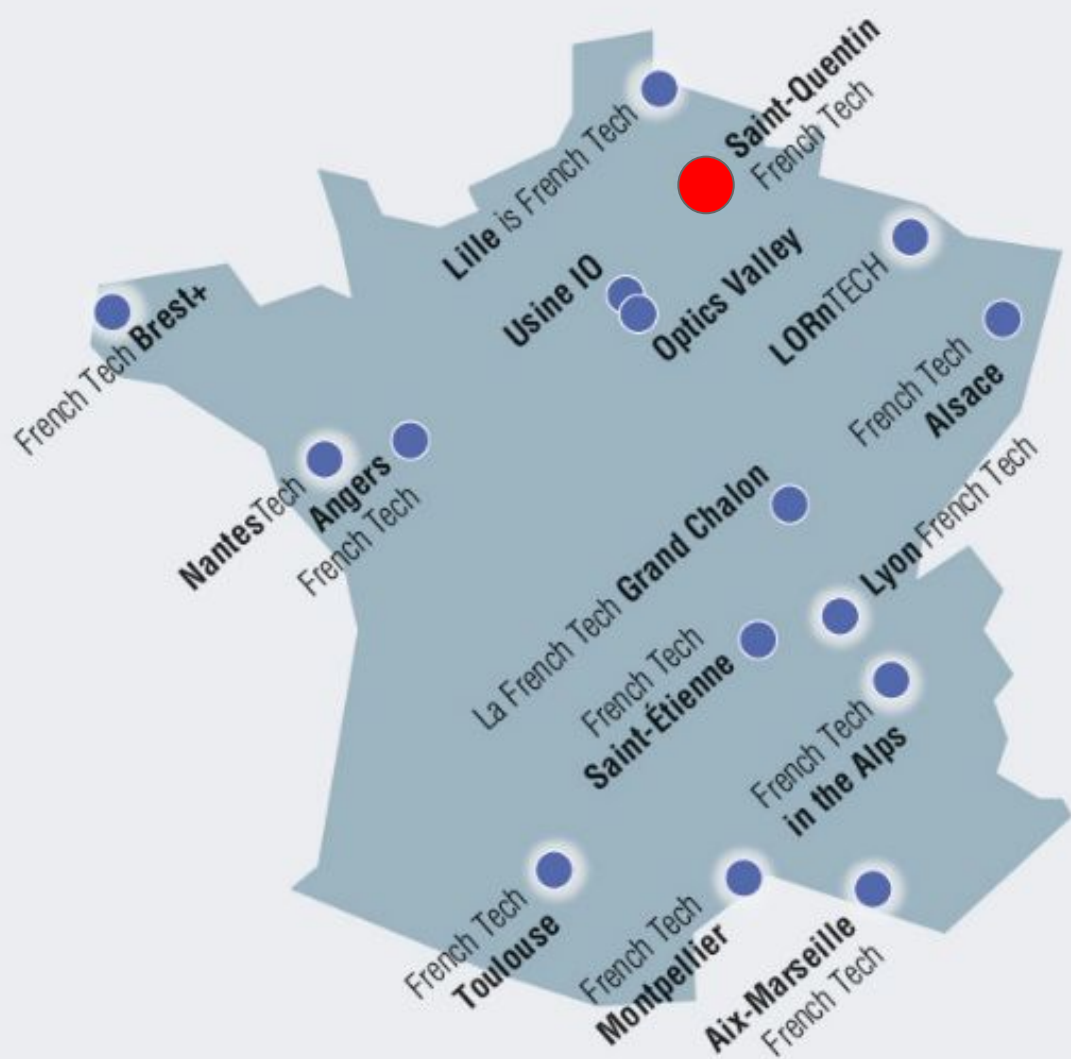 Saint-Quentin
French Tech
Lille is French Tech
Usine IO
Optics Valley
LORnTECH
French Tech Brest+
French Tech
Alsace
NantesTech
Angers
French Tech
La French Tech Grand Chalon
Lyon French Tech
French Tech
Saint-Étienne
French Tech
in the Alps
French Tech
Toulouse
French Tech
Montpellier
Aix-Marseille
French Tech